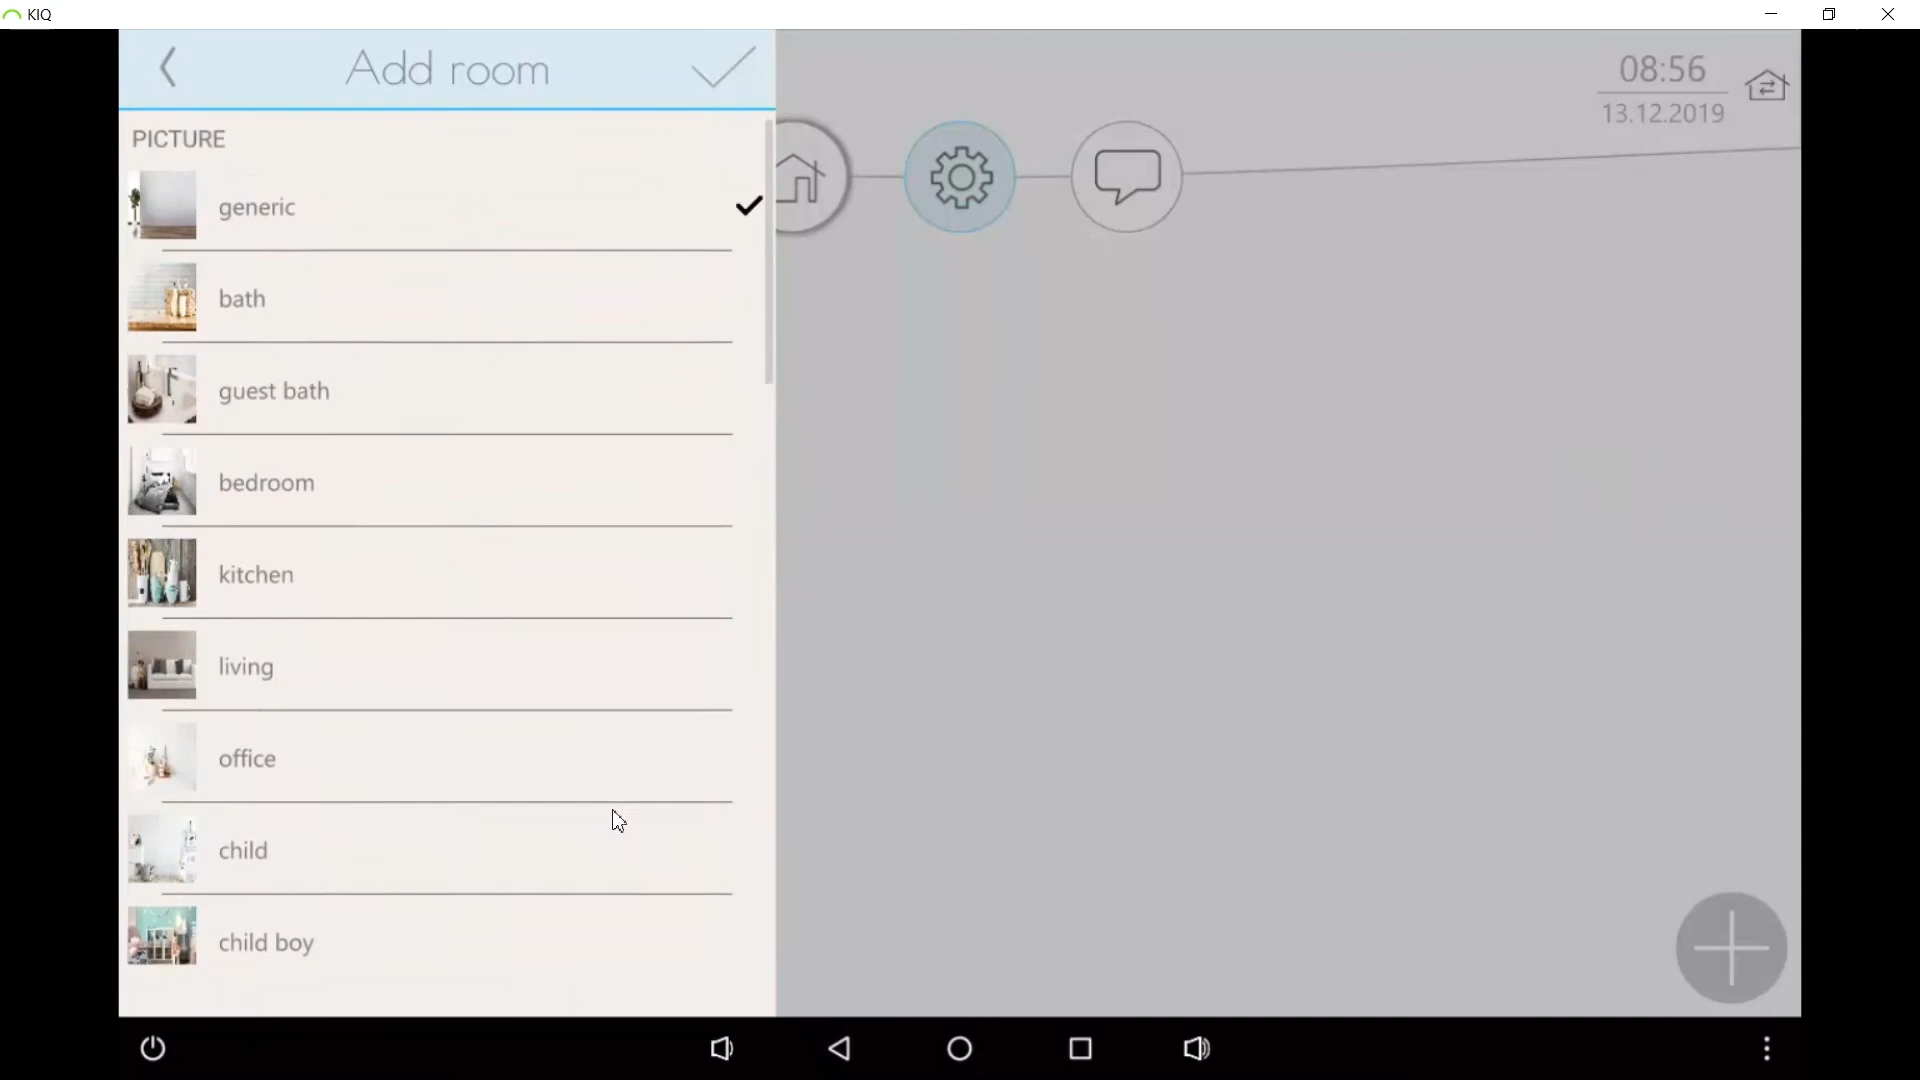 KIQ
Add room
08:56
13.12.2019
PICTURE
generic
bath
guest bath
bedroom
kitchen
living
office
child
child boy